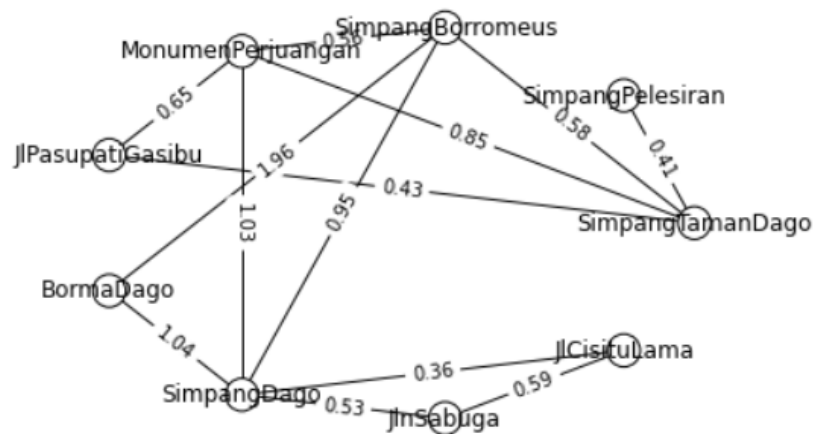 SimpangBorromeus
0.56
MonumenPerjuangan
SimpangPelesiran
0.65
0.58
0.85
JlPasupatiGasibu
1.96
0.41
0.43
0.95
1.03
SimpangTamanDago
BormaDago
1.04
JlCisituLama
0.36
0.59
SimpangDago
0.53
JlnSabuga